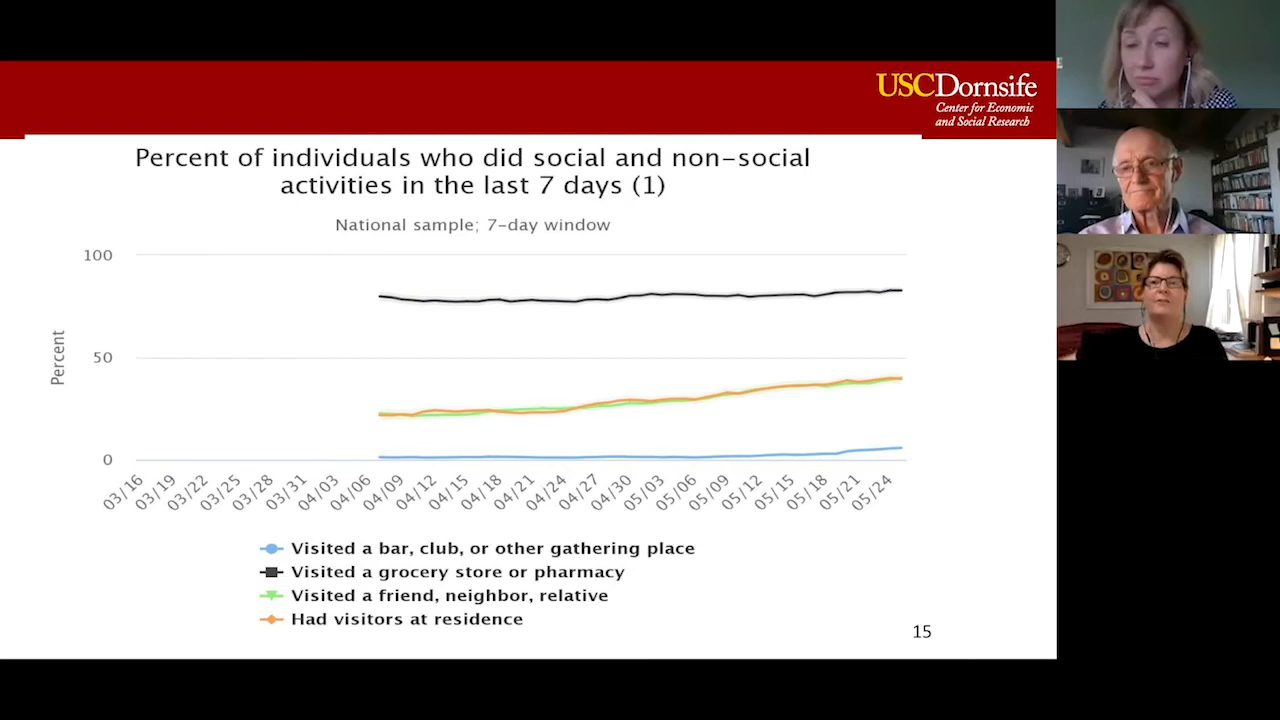 USCDornsife
Center for Economic
and Social Research
Percent of individuals who did social and non-social
activities in the last 7 days (1)
National sample; 7-day window
Percent
100
50
0
03/16 03/19 03/22 03/25 03/28 03/31 04/03 04/06 04/09 04/12 04/15 04/18 04/21 04/24 04/27 04/30 05/03 05/06 05/09 05/12 05/15 05/18 05/21 05/24
Visited a bar, club, or other gathering place
Visited a grocery store or pharmacy
Visited a friend, neighbor, relative
Had visitors at residence
15